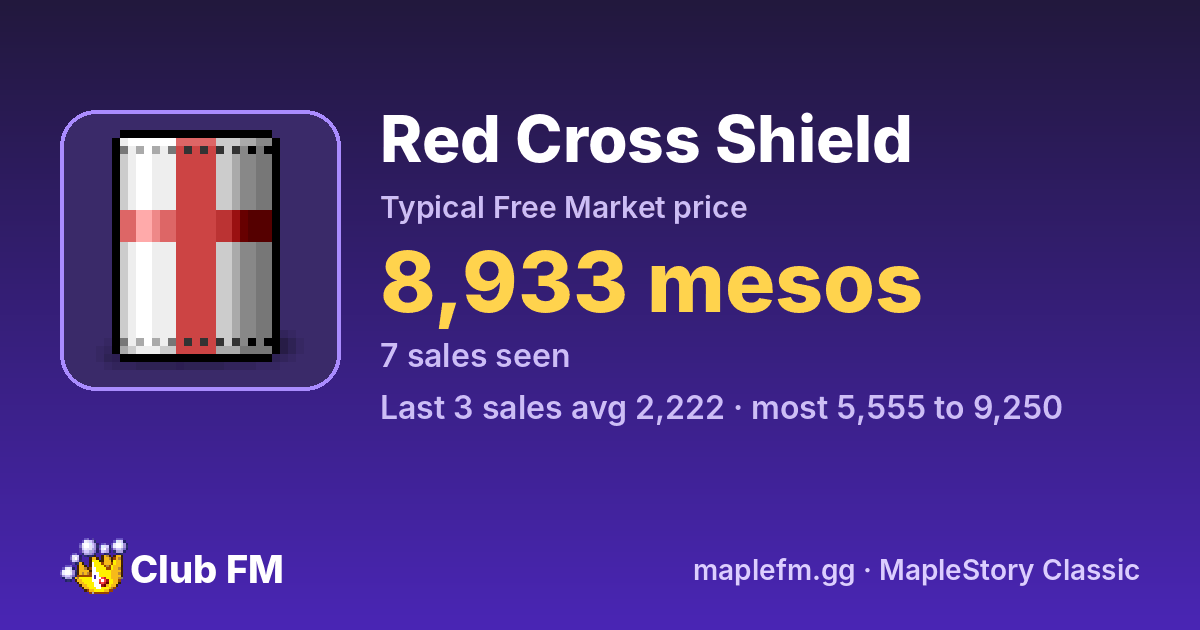 Red Cross Shield
Typical Free Market price
8,933 mesos
7 sales seen
Last 3 sales avg 2,222 · most 5,555 to 9,250
Club FM
maplefm.gg · MapleStory Classic